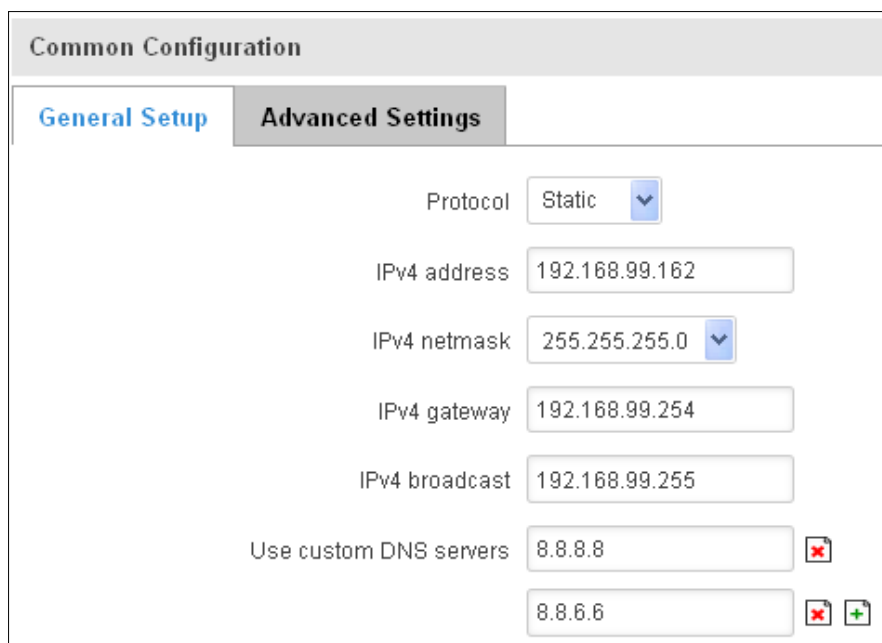 Common Configuration
General Setup
Advanced Settings
Protocol Static
IPv4 address 192.168.99.162
IPv4 netmask 255.255.255.0
IPv4 gateway 192.168.99.254
IPv4 broadcast 192.168.99.255
Use custom DNS servers 8.8.8.8
8.8.6.6